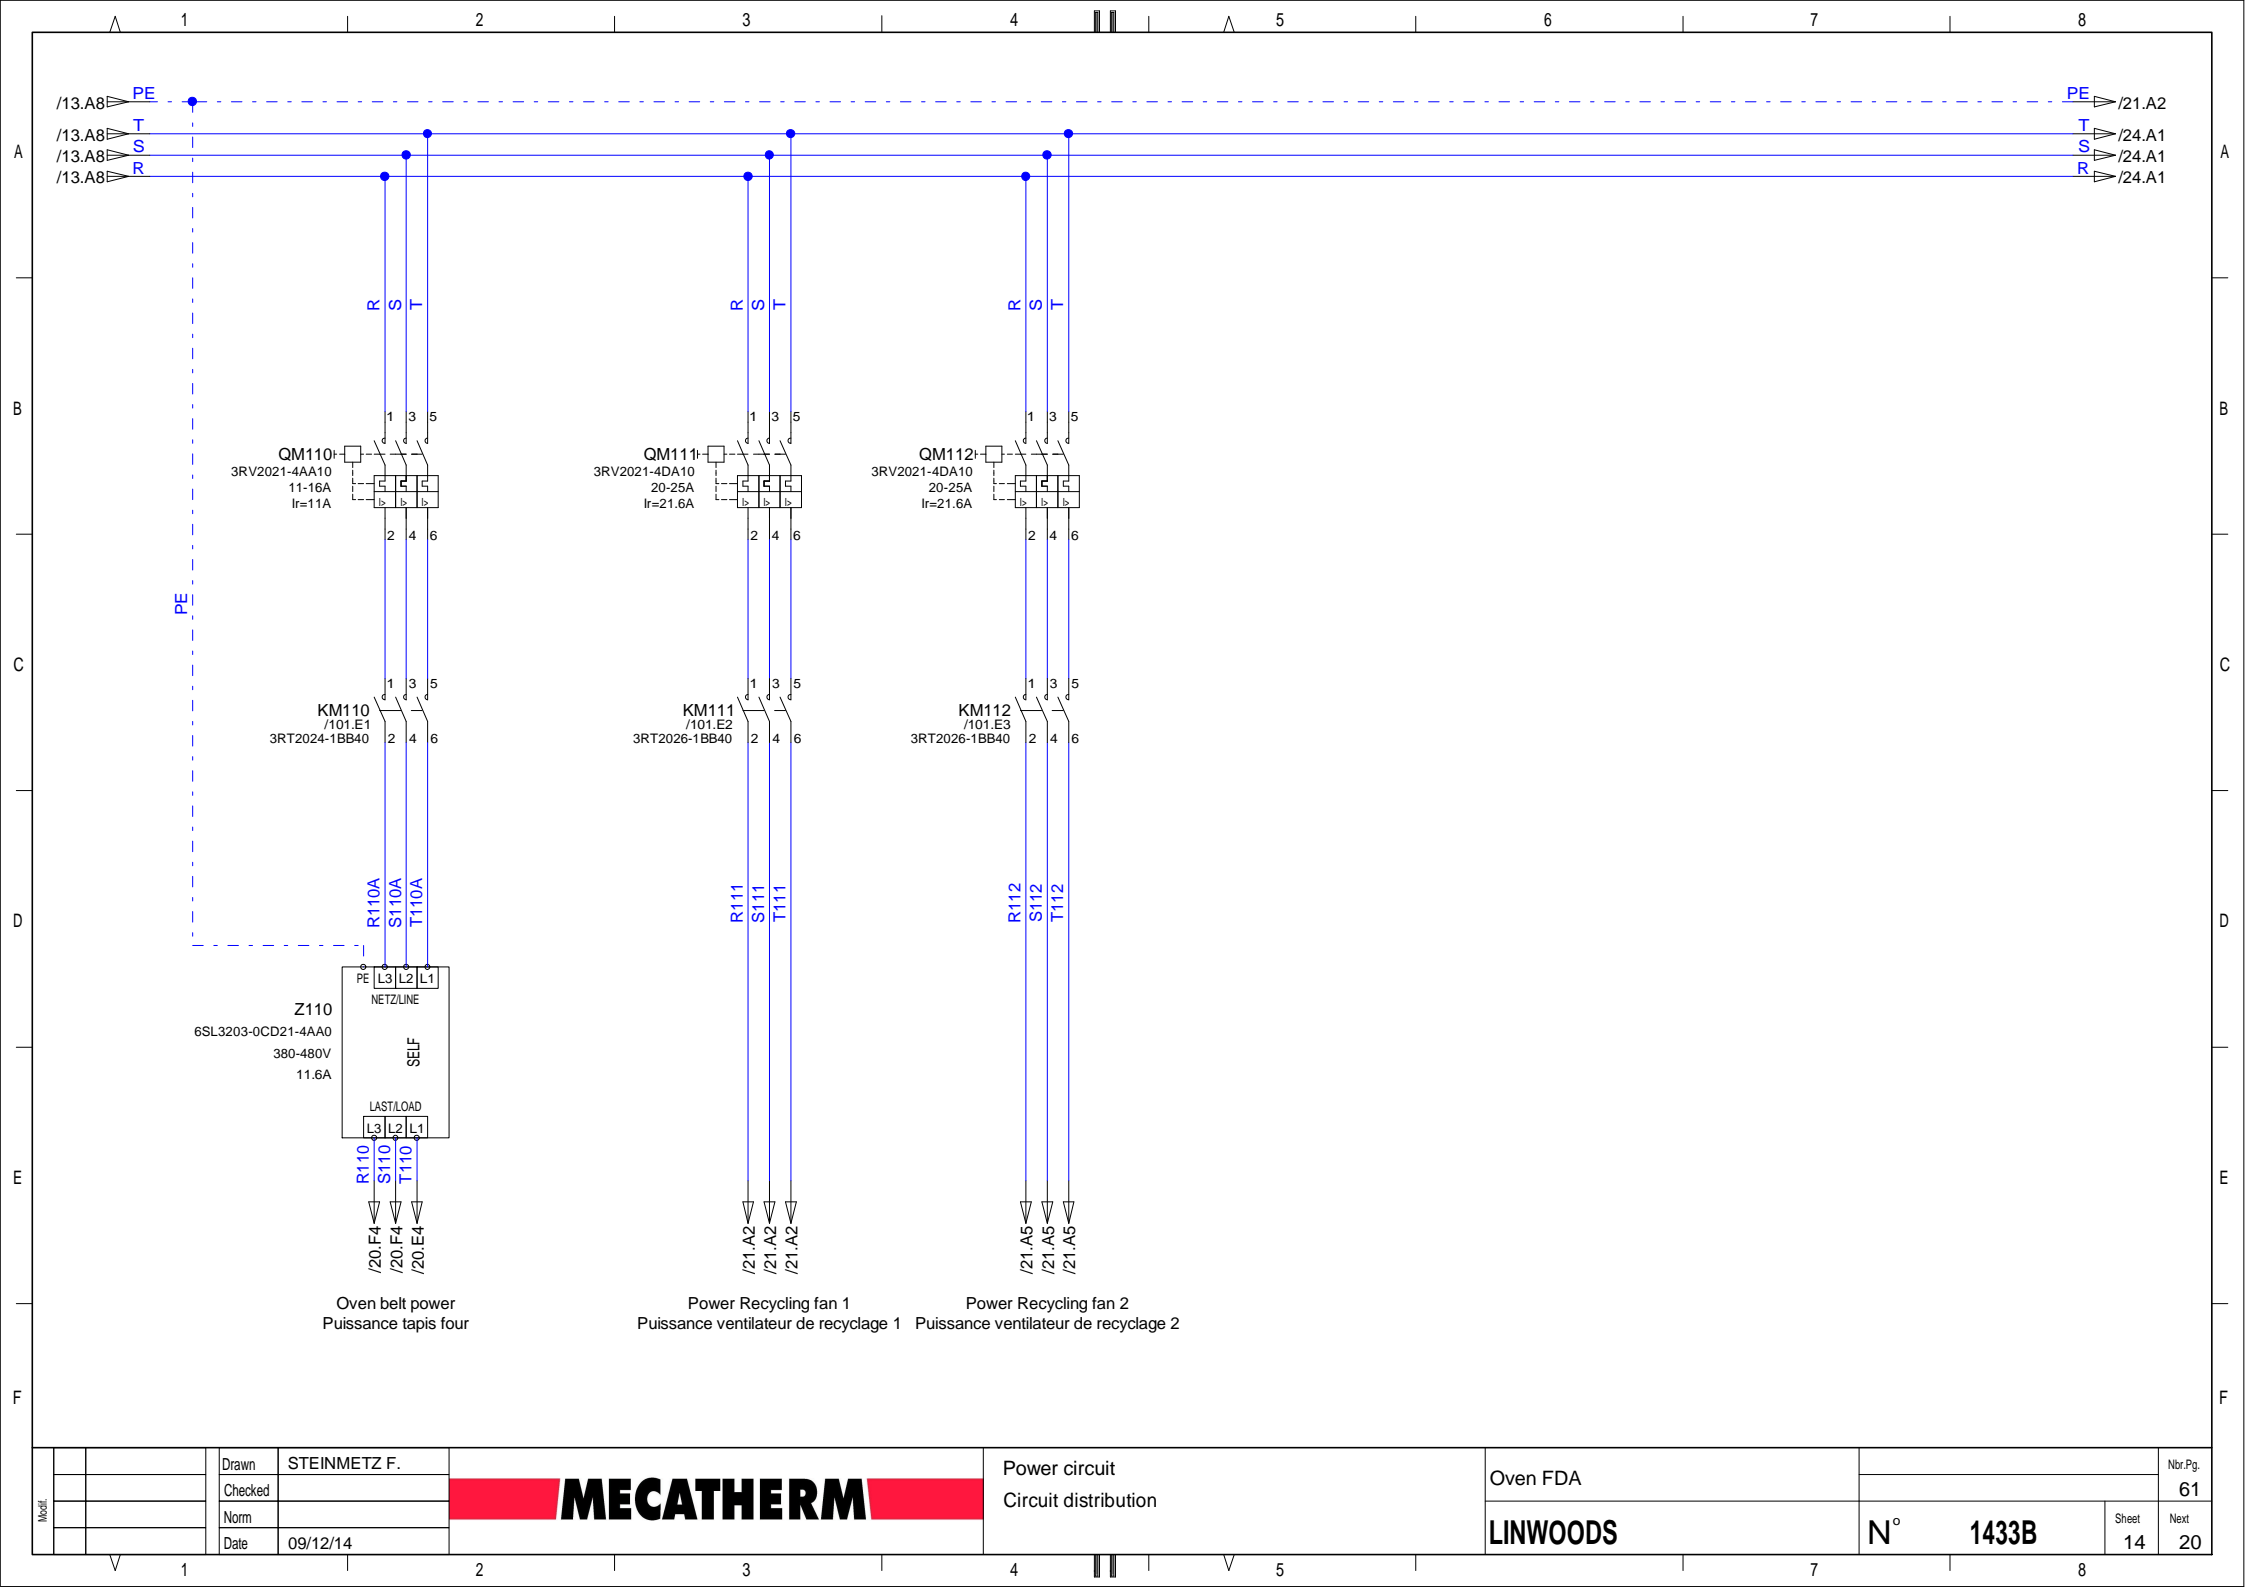 1 2 3 4 5 6 7 8
/13.A8 PE PE /21.A2
/13.A8 T T /24.A1
/13.A8 S S /24.A1
/13.A8 R R /24.A1
A A
R S T R S T R S T
B B
1 3 5 1 3 5 1 3 5
QM110 QM111 QM112
3RV2021-4AA10 3RV2021-4DA10 3RV2021-4DA10
11-16A 20-25A 20-25A
Ir=11A Ir=21.6A Ir=21.6A
I> I> I> I> I> I> I> I> I>
2 4 6 2 4 6 2 4 6
PE
C C
1 3 5 1 3 5 1 3 5
KM110 KM111 KM112
/101.E1 /101.E2 /101.E3
3RT2024-1BB40 2 4 6 3RT2026-1BB40 2 4 6 3RT2026-1BB40 2 4 6
R110A S110A T110A R111 S111 T111 R112 S112 T112
D D
PE L3 L2 L1
NETZ/LINE
Z110
6SL3203-0CD21-4AA0
380-480V
11.6A
SELF
LAST/LOAD
L3 L2 L1
R110 S110 T110
E E
/20.F4 /20.F4 /20.E4 /21.A2 /21.A2 /21.A2 /21.A5 /21.A5 /21.A5
Oven belt power Power Recycling fan 1 Power Recycling fan 2
Puissance tapis four Puissance ventilateur de recyclage 1 Puissance ventilateur de recyclage 2
F F
Modif.
Drawn STEINMETZ F.
Checked
Norm
Date 09/12/14
MECATHERM
Power circuit
Circuit distribution
Oven FDA
LINWOODS
N° 1433B
Nbr.Pg.
61
Sheet
14
Next
20
1 2 3 4 5 6 7 8